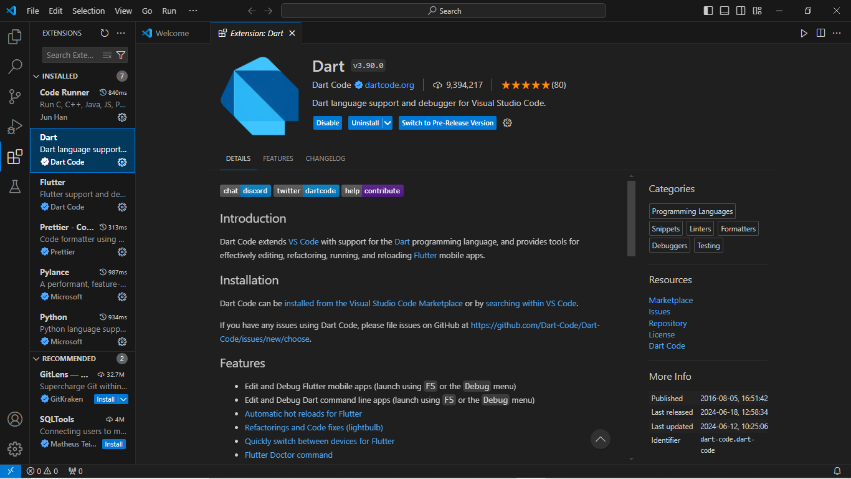 File Edit Selection View Go Run ···
Search
EXTENSIONS
Search Exte...
INSTALLED 7
Code Runner 840ms
Run C, C++, Java, JS, P...
Jun Han
Dart
Dart language support...
Dart Code
Flutter
Flutter support and de...
Dart Code
Prettier - Co... 313ms
Code formatter using ...
Prettier
Pylance 987ms
A performant, feature-...
Microsoft
Python 934ms
Python language supp...
Microsoft
RECOMMENDED 2
GitLens — ... 32.7M
Supercharge Git within...
GitKraken Install
SQLTools 4M
Connecting users to m...
Matheus Tei... Install
Welcome
Extension: Dart
Dart v3.90.0
Dart Code dartcode.org 9,394,217 (80)
Dart language support and debugger for Visual Studio Code.
Disable Uninstall Switch to Pre-Release Version
DETAILS FEATURES CHANGELOG
chat discord twitter dartcode help contribute
Introduction
Dart Code extends VS Code with support for the Dart programming language, and provides tools for
effectively editing, refactoring, running, and reloading Flutter mobile apps.
Installation
Dart Code can be installed from the Visual Studio Code Marketplace or by searching within VS Code.
If you have any issues using Dart Code, please file issues on GitHub at https://github.com/Dart-Code/Dart-
Code/issues/new/choose.
Features
• Edit and Debug Flutter mobile apps (launch using F5 or the Debug menu)
• Edit and Debug Dart command line apps (launch using F5 or the Debug menu)
• Automatic hot reloads for Flutter
• Refactorings and Code fixes (lightbulb)
• Quickly switch between devices for Flutter
• Flutter Doctor command
Categories
Programming Languages
Snippets Linters Formatters
Debuggers Testing
Resources
Marketplace
Issues
Repository
License
Dart Code
More Info
Published 2016-08-05, 16:51:42
Last released 2024-06-18, 12:58:34
Last updated 2024-06-12, 10:25:06
Identifier dart-code.dart-
code
0 0 0